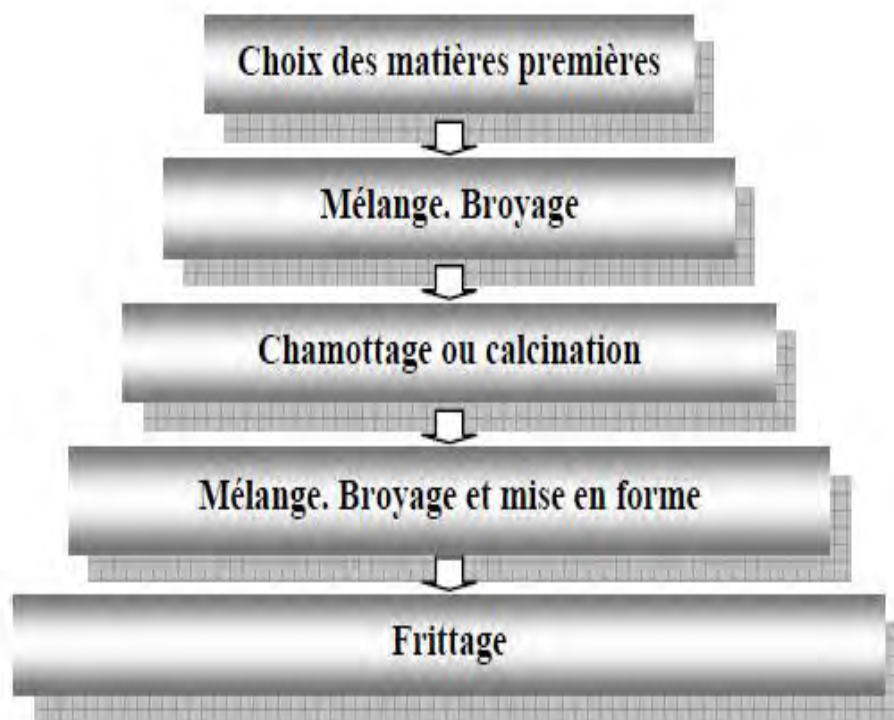 Choix des matières premières
Mélange. Broyage
Chamottage ou calcination
Mélange. Broyage et mise en forme
Frittage